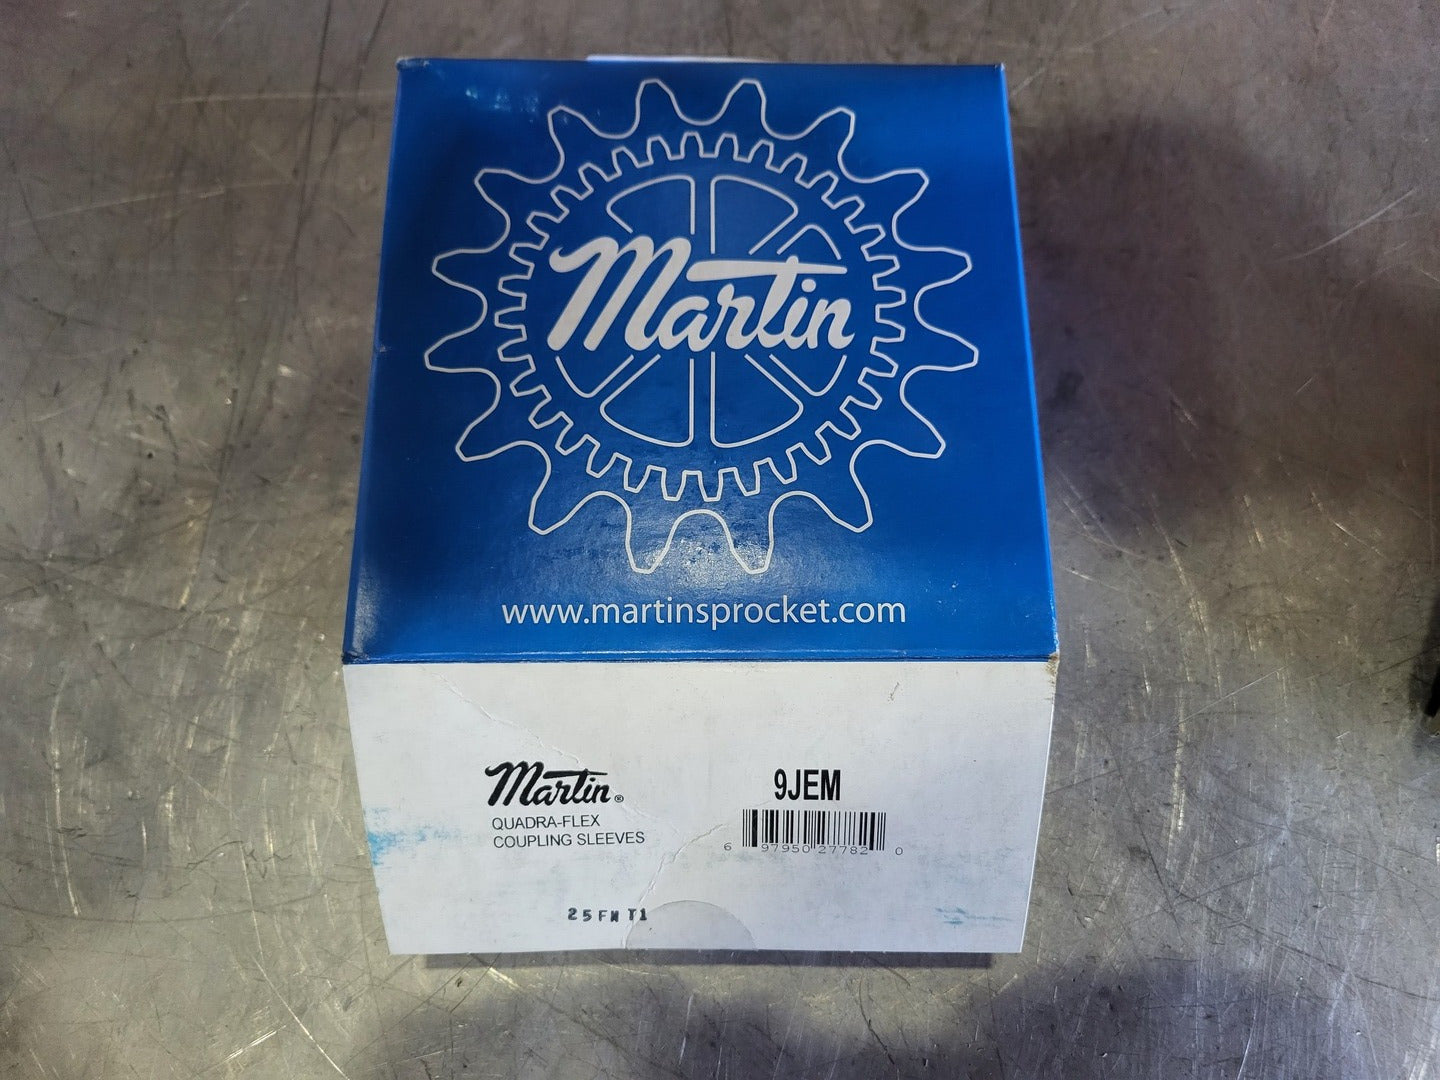 Martin
www.martinsprocket.com
Martin®
QUADRA-FLEX
COUPLING SLEEVES
9JEM
6 97950 27782 0
25FN T1